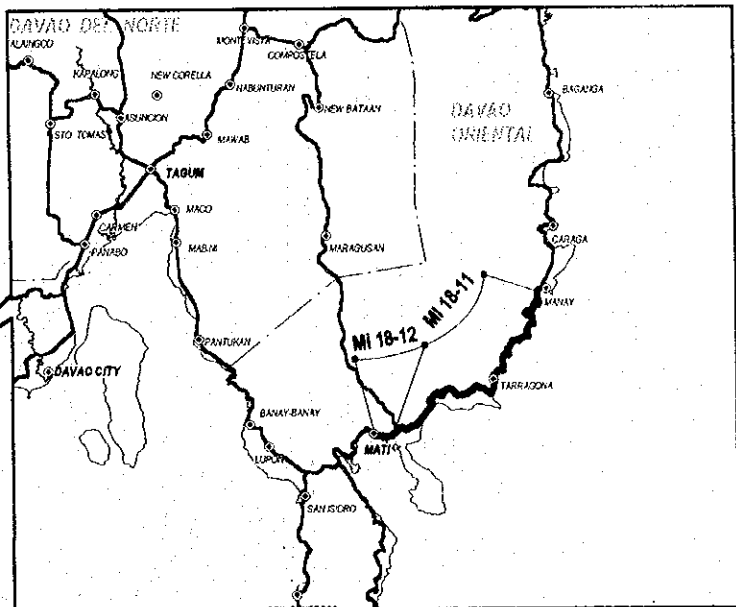 DAVAO DEL NORTE
MONTEVISTA
COMPOSTELA
KAPALONG
NEW CORELLA
NABUNTURAN
BAGANGA
ASUNCION
NEW BATAAN
DAVAO
ORIENTAL
STO TOMAS
MAWAB
TAGUM
MACO
CARMEN
CARAGA
PANABO
MABINI
MARAGUSAN
MI 18-11
MANAY
MI 18-12
PANTUKAN
DAVAO CITY
TARRAGONA
BANAY-BANAY
MATI
LUPON
SAN ISIDRO